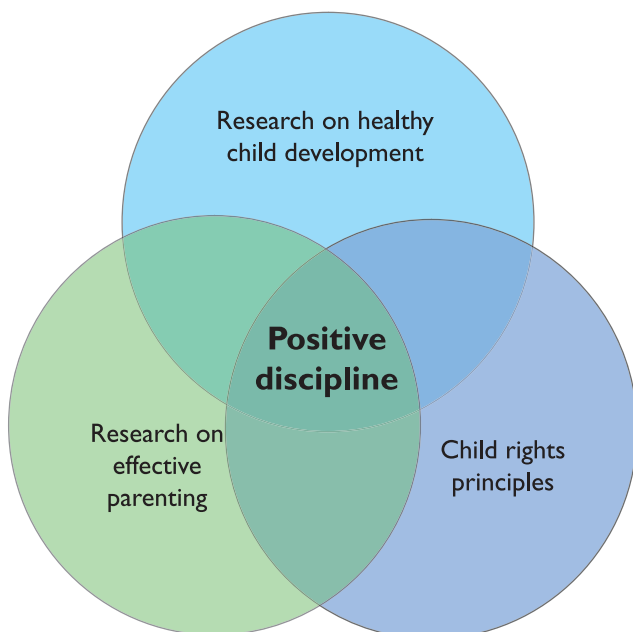 Research on healthy
child development
Positive
discipline
Research on
effective
parenting
Child rights
principles